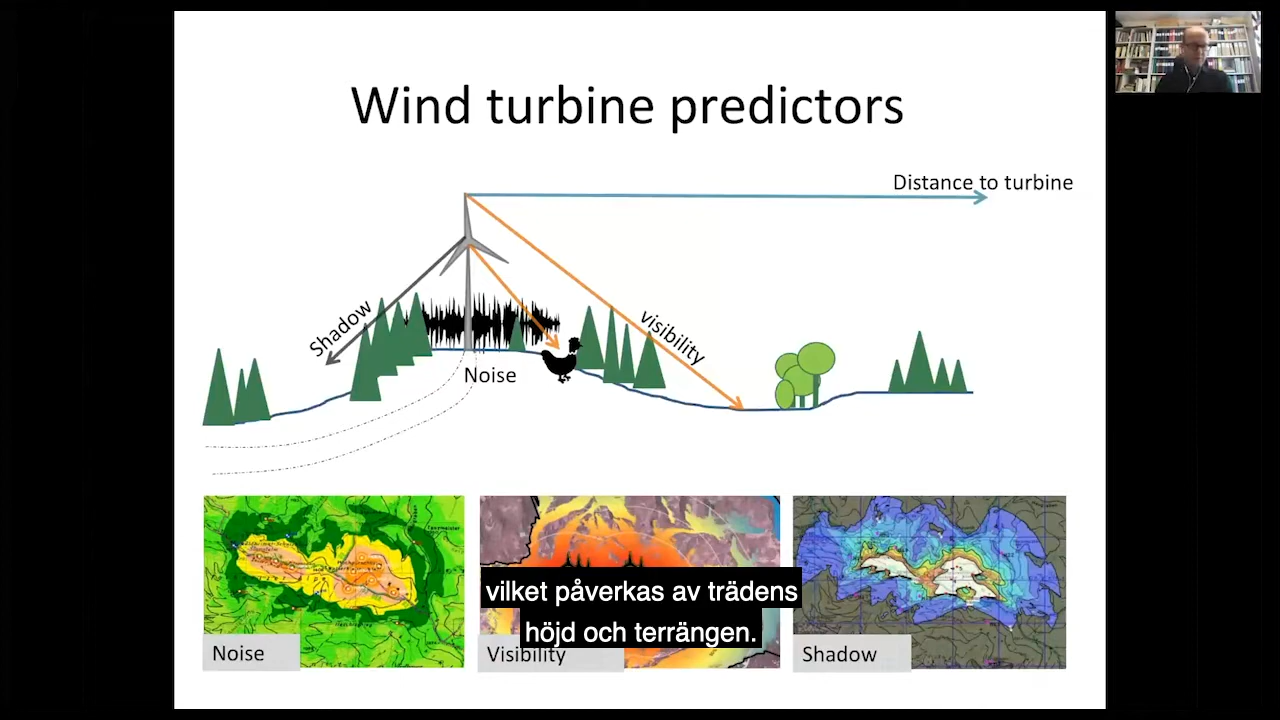 Wind turbine predictors
Distance to turbine
Shadow
visibility
Noise
vilket påverkas av trädens
höjd och terrängen.
Noise
Visibility
Shadow